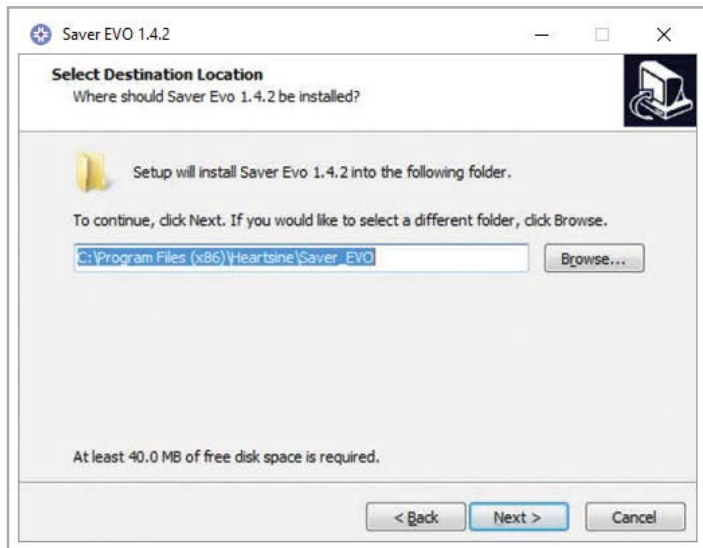 Saver EVO 1.4.2
Select Destination Location
Where should Saver Evo 1.4.2 be installed?
Setup will install Saver Evo 1.4.2 into the following folder.
To continue, click Next. If you would like to select a different folder, click Browse.
C:\Program Files (x86)\Heartsine\Saver_EVO
Browse...
At least 40.0 MB of free disk space is required.
< Back
Next >
Cancel